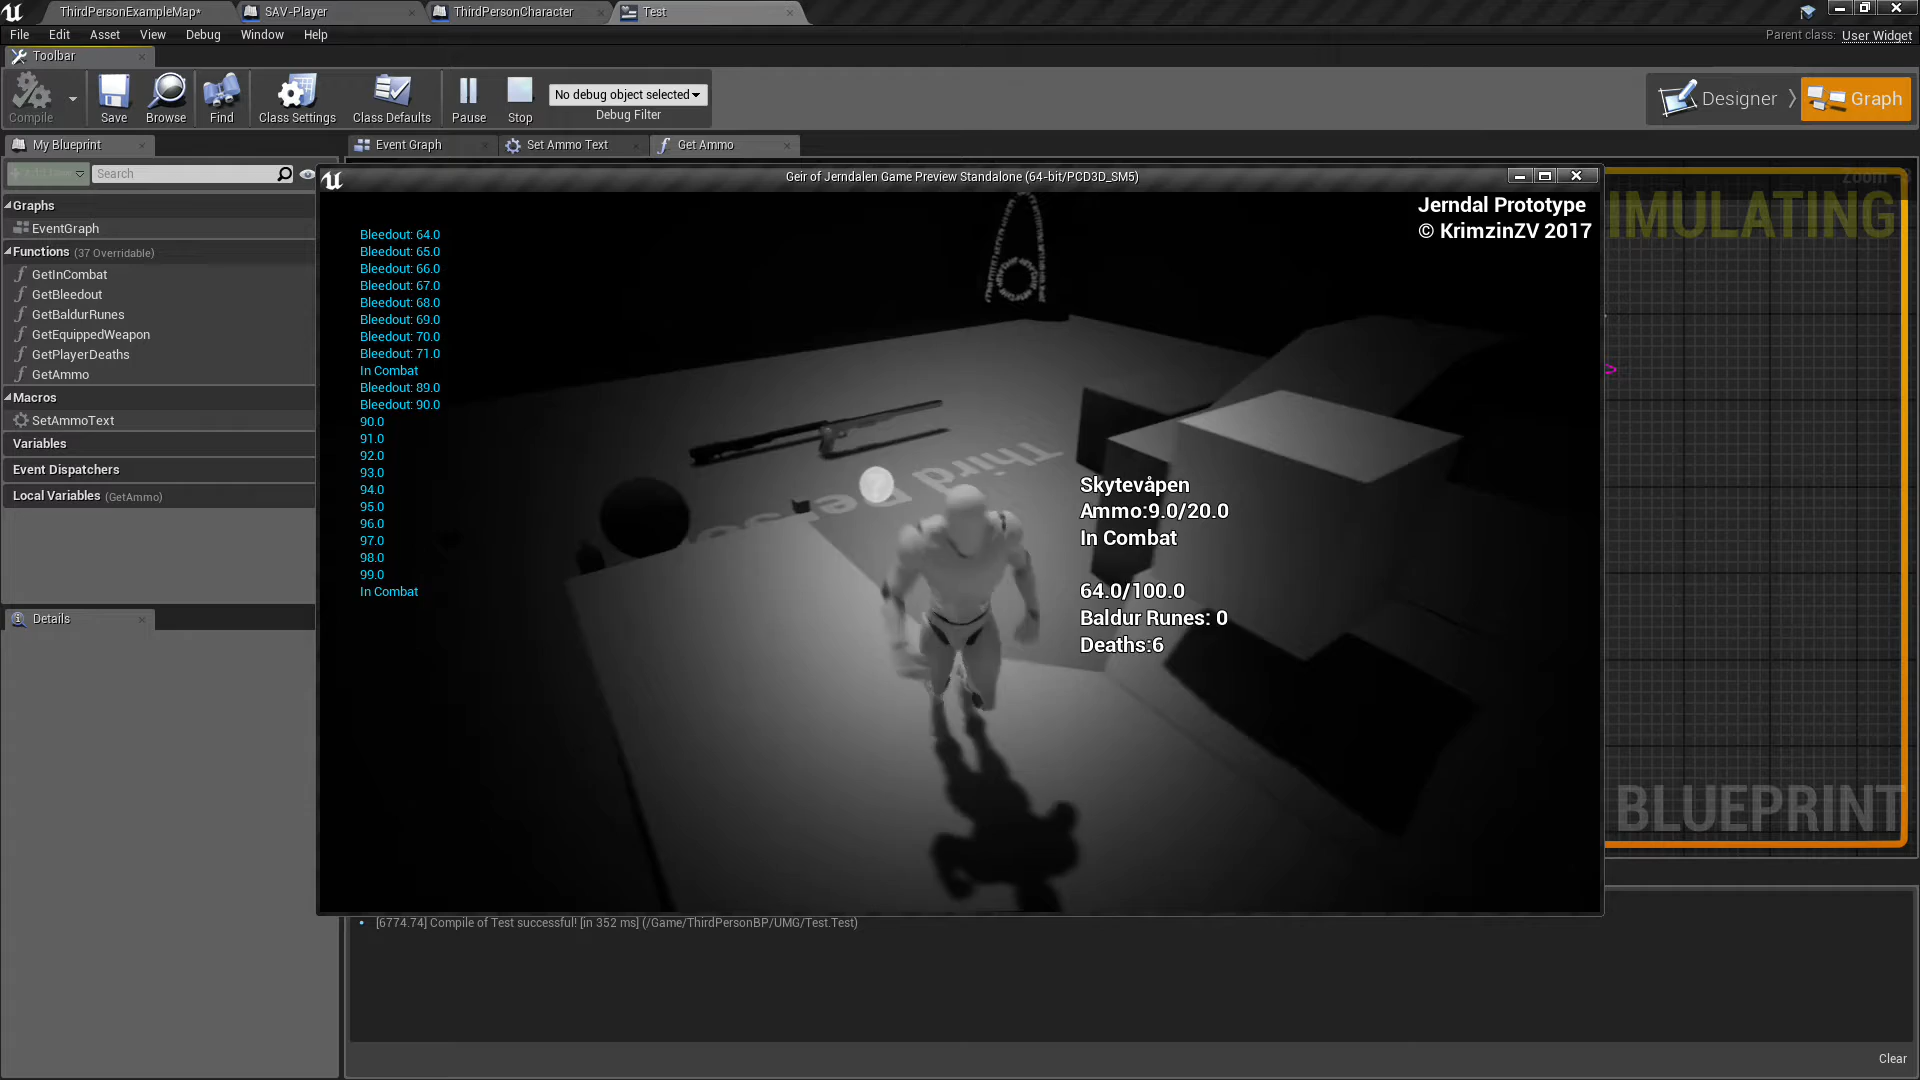 ThirdPersonExampleMap*
SAV-Player
ThirdPersonCharacter
Test
File
Edit
Asset
View
Debug
Window
Help
Parent class: User Widget
Toolbar
Compile
Save
Browse
Find
Class Settings
Class Defaults
Pause
Stop
No debug object selected
Debug Filter
Designer
Graph
My Blueprint
Event Graph
Set Ammo Text
Get Ammo
Search
Graphs
EventGraph
Functions (37 Overridable)
GetInCombat
GetBleedout
GetBaldurRunes
GetEquippedWeapon
GetPlayerDeaths
GetAmmo
Macros
SetAmmoText
Variables
Event Dispatchers
Local Variables (GetAmmo)
Details
Geir of Jerndalen Game Preview Standalone (64-bit/PCD3D_SM5)
Jerndal Prototype
© KrimzinZV 2017
Bleedout: 64.0
Bleedout: 65.0
Bleedout: 66.0
Bleedout: 67.0
Bleedout: 68.0
Bleedout: 69.0
Bleedout: 70.0
Bleedout: 71.0
In Combat
Bleedout: 89.0
Bleedout: 90.0
90.0
91.0
92.0
93.0
94.0
95.0
96.0
97.0
98.0
99.0
In Combat
Third
Skytevåpen
Ammo:9.0/20.0
In Combat
64.0/100.0
Baldur Runes: 0
Deaths:6
Zoom
IMULATING
BLUEPRINT
[6774.74] Compile of Test successful! [in 352 ms] (/Game/ThirdPersonBP/UMG/Test.Test)
Clear